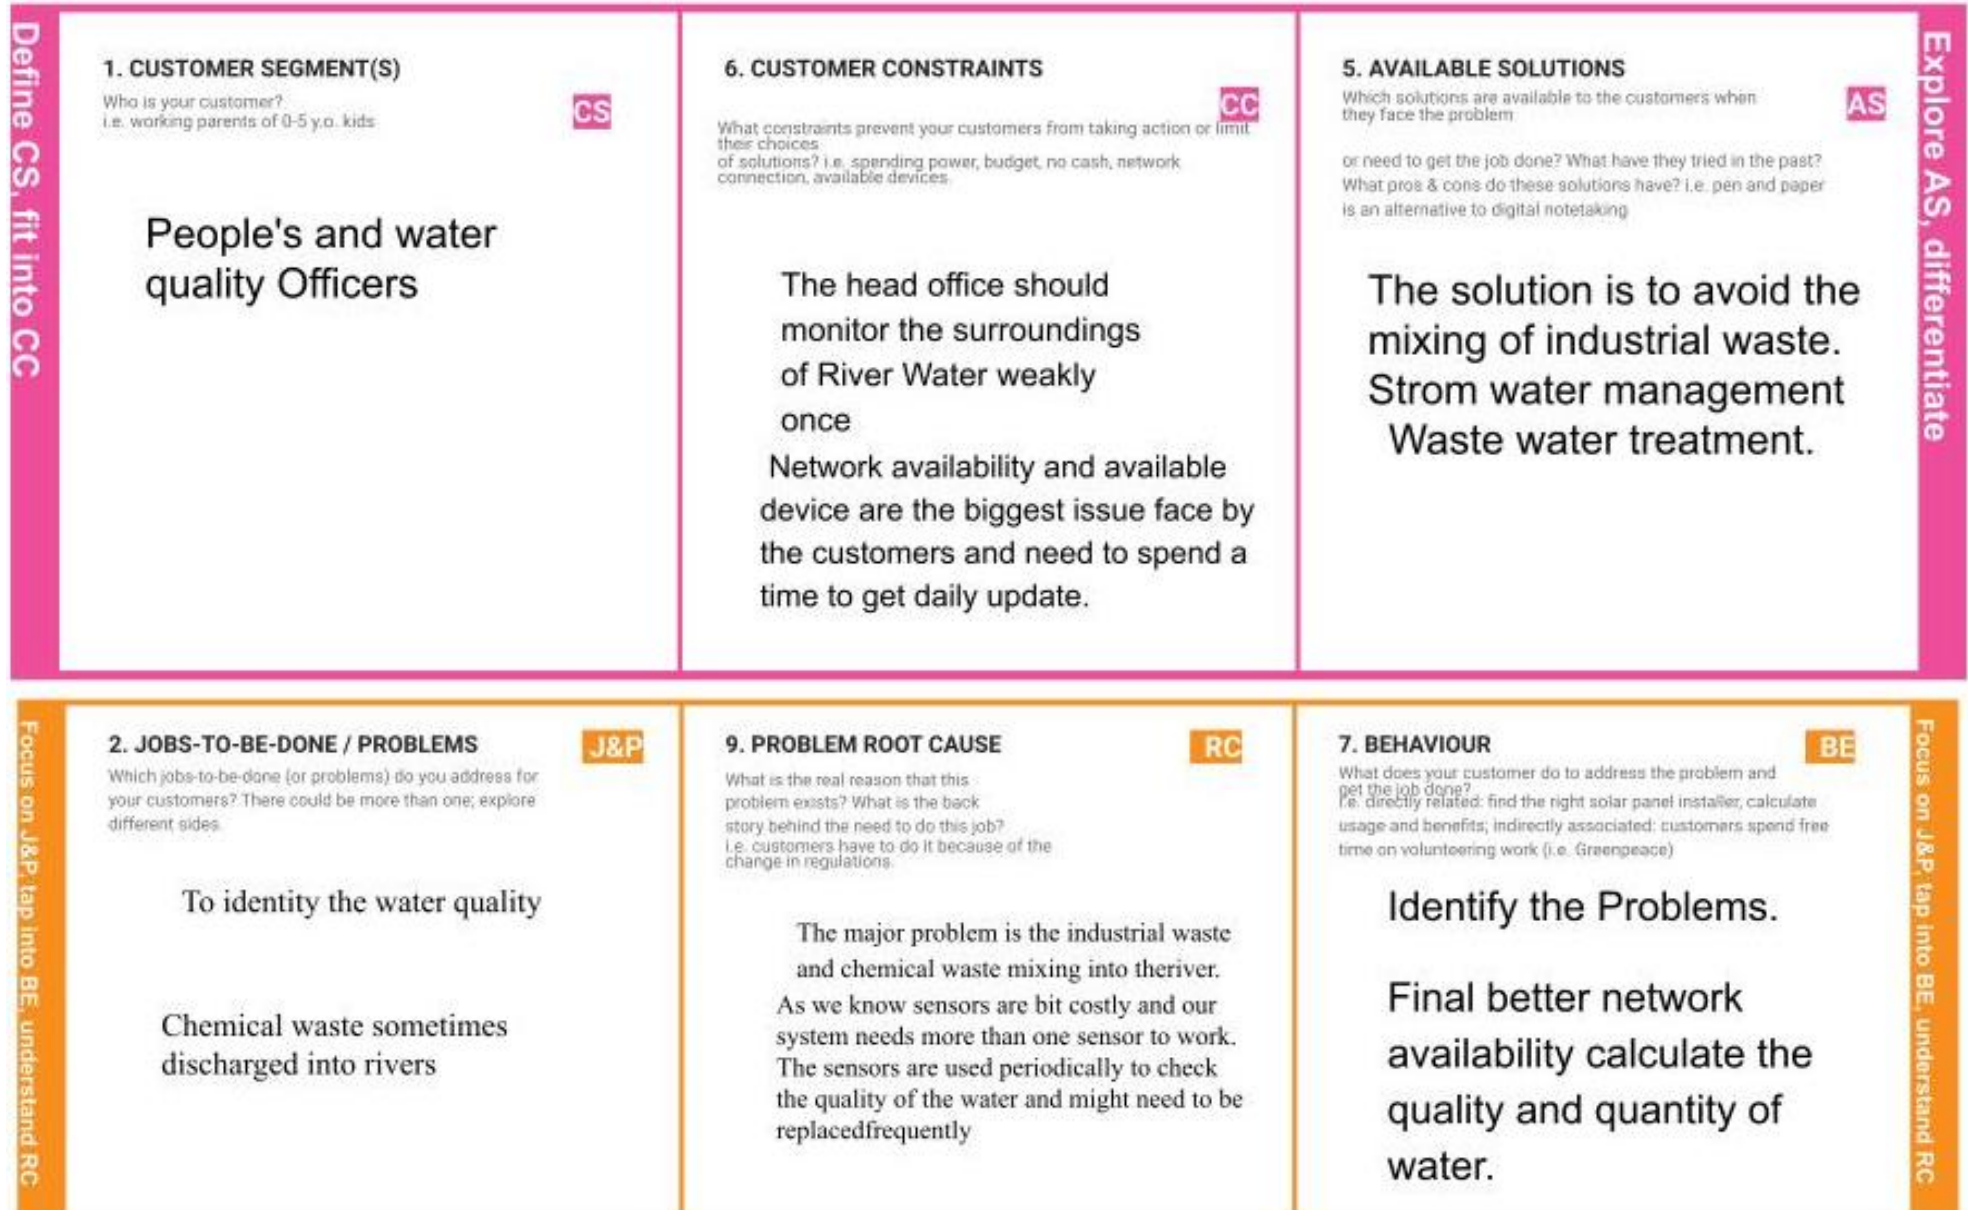 Define CS, fit into CC
1. CUSTOMER SEGMENT(S)
Who is your customer?
i.e. working parents of 0-5 y.o. kids
CS
People's and water
quality Officers
6. CUSTOMER CONSTRAINTS
CC
What constraints prevent your customers from taking action or limit
their choices
of solutions? i.e. spending power, budget, no cash, network
connection, available devices.
The head office should
monitor the surroundings
of River Water weakly
once
Network availability and available
device are the biggest issue face by
the customers and need to spend a
time to get daily update.
5. AVAILABLE SOLUTIONS
Which solutions are available to the customers when
they face the problem
AS
or need to get the job done? What have they tried in the past?
What pros & cons do these solutions have? i.e. pen and paper
is an alternative to digital notetaking
The solution is to avoid the
mixing of industrial waste.
Strom water management
Waste water treatment.
Explore AS, differentiate
Focus on J&P, tap into BE, understand RC
2. JOBS-TO-BE-DONE / PROBLEMS
J&P
Which jobs-to-be-done (or problems) do you address for
your customers? There could be more than one; explore
different sides.
To identity the water quality
Chemical waste sometimes
discharged into rivers
9. PROBLEM ROOT CAUSE
RC
What is the real reason that this
problem exists? What is the back
story behind the need to do this job?
i.e. customers have to do it because of the
change in regulations.
The major problem is the industrial waste
and chemical waste mixing into theriver.
As we know sensors are bit costly and our
system needs more than one sensor to work.
The sensors are used periodically to check
the quality of the water and might need to be
replacedfrequently
7. BEHAVIOUR
BE
What does your customer do to address the problem and
get the job done?
i.e. directly related: find the right solar panel installer, calculate
usage and benefits; indirectly associated: customers spend free
time on volunteering work (i.e. Greenpeace)
Identify the Problems.
Final better network
availability calculate the
quality and quantity of
water.
Focus on J&P, tap into BE, understand RC